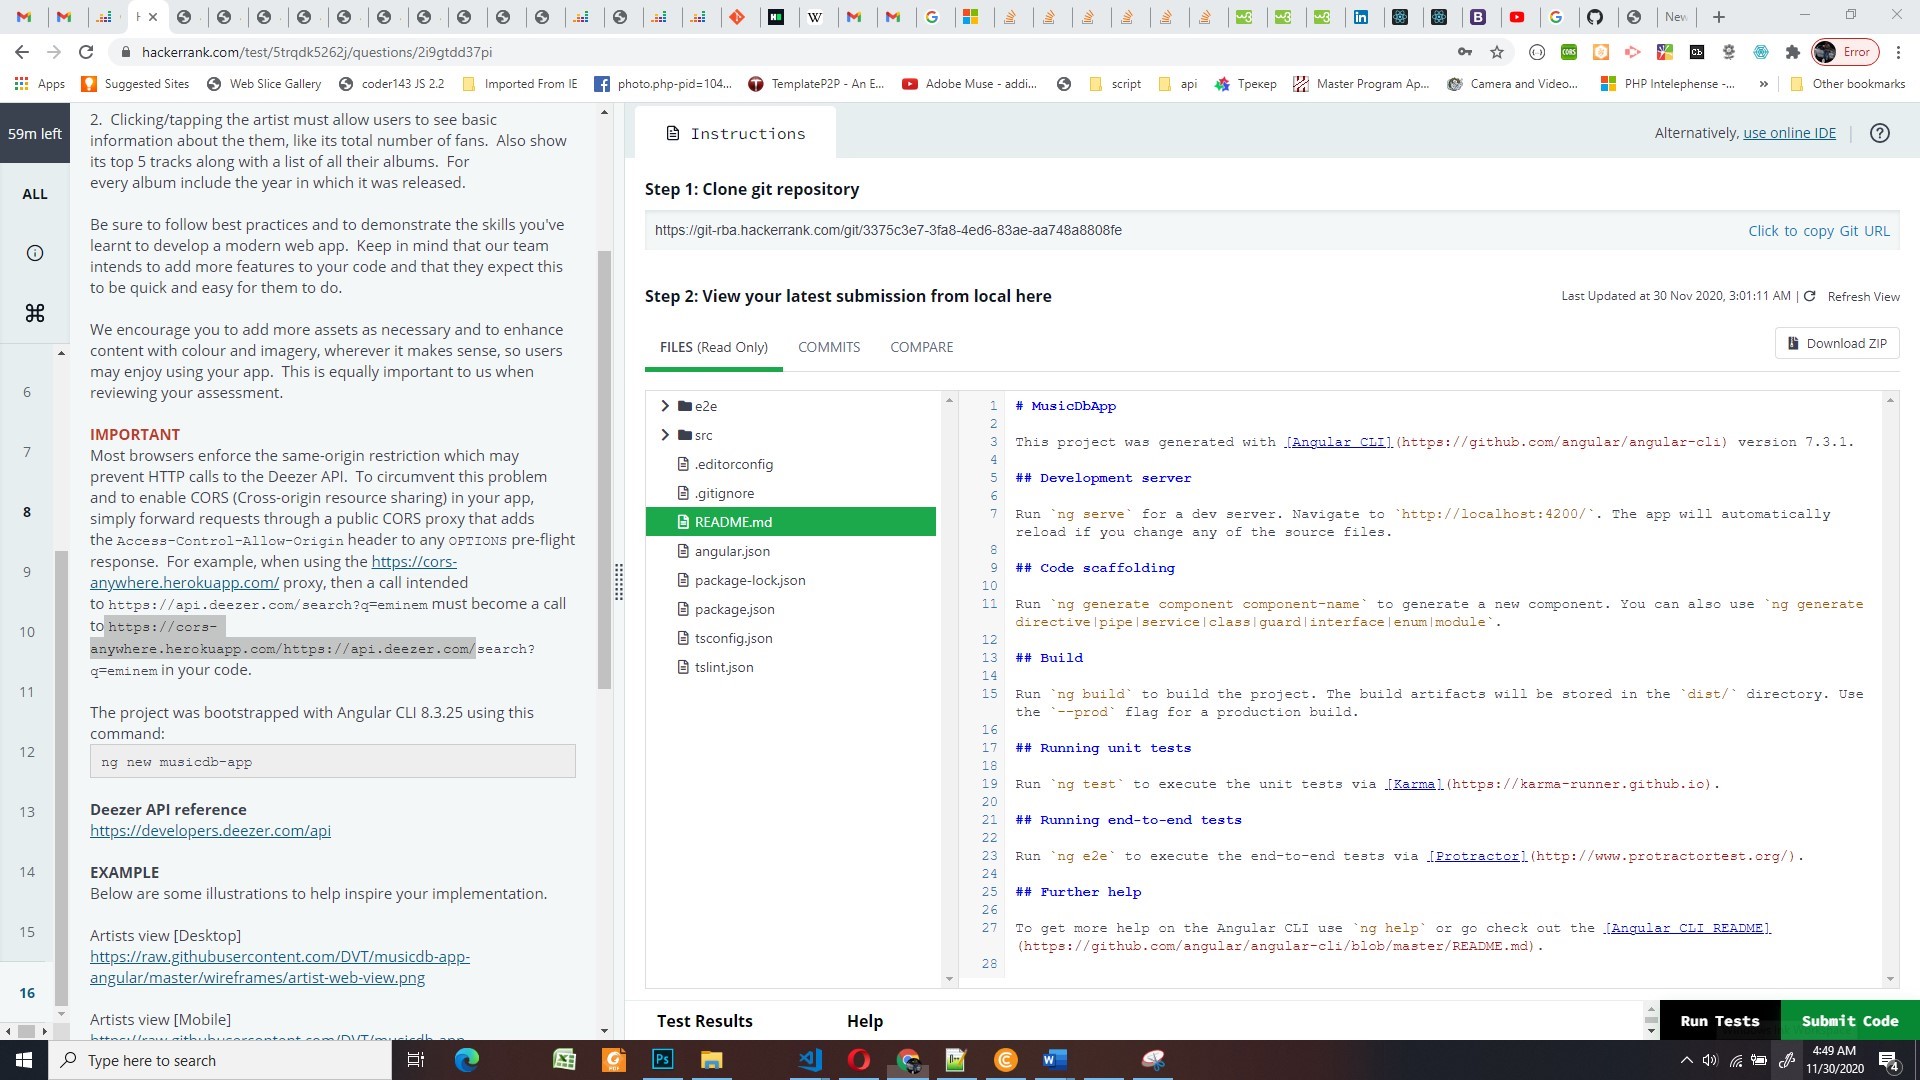 New
hackerrank.com/test/5trqdk5262j/questions/2i9gtdd37pi
Error
Apps
Suggested Sites
Web Slice Gallery
coder143 JS 2.2
Imported From IE
photo.php-pid=104...
TemplateP2P - An E...
Adobe Muse - addi...
script
api
Трекер
Master Program Ap...
Camera and Video...
PHP Intelephense -...
Other bookmarks
59m left
ALL
6
7
8
9
10
11
12
13
14
15
16
2. Clicking/tapping the artist must allow users to see basic
information about the them, like its total number of fans. Also show
its top 5 tracks along with a list of all their albums. For
every album include the year in which it was released.
Be sure to follow best practices and to demonstrate the skills you've
learnt to develop a modern web app. Keep in mind that our team
intends to add more features to your code and that they expect this
to be quick and easy for them to do.
We encourage you to add more assets as necessary and to enhance
content with colour and imagery, wherever it makes sense, so users
may enjoy using your app. This is equally important to us when
reviewing your assessment.
IMPORTANT
Most browsers enforce the same-origin restriction which may
prevent HTTP calls to the Deezer API. To circumvent this problem
and to enable CORS (Cross-origin resource sharing) in your app,
simply forward requests through a public CORS proxy that adds
the Access-Control-Allow-Origin header to any OPTIONS pre-flight
response. For example, when using the https://cors-
anywhere.herokuapp.com/ proxy, then a call intended
to https://api.deezer.com/search?q=eminem must become a call
to https://cors-
anywhere.herokuapp.com/https://api.deezer.com/search?
q=eminem in your code.
The project was bootstrapped with Angular CLI 8.3.25 using this
command:
ng new musicdb-app
Deezer API reference
https://developers.deezer.com/api
EXAMPLE
Below are some illustrations to help inspire your implementation.
Artists view [Desktop]
https://raw.githubusercontent.com/DVT/musicdb-app-
angular/master/wireframes/artist-web-view.png
Artists view [Mobile]
https://raw.githubusercontent.com/DVT/musicdb-app-
Instructions
Alternatively, use online IDE
Step 1: Clone git repository
https://git-rba.hackerrank.com/git/3375c3e7-3fa8-4ed6-83ae-aa748a8808fe
Click to copy Git URL
Step 2: View your latest submission from local here
Last Updated at 30 Nov 2020, 3:01:11 AM | Refresh View
FILES (Read Only)
COMMITS
COMPARE
Download ZIP
e2e
src
.editorconfig
.gitignore
README.md
angular.json
package-lock.json
package.json
tsconfig.json
tslint.json
1 # MusicDbApp
2
3 This project was generated with [Angular CLI](https://github.com/angular/angular-cli) version 7.3.1.
4
5 ## Development server
6
7 Run `ng serve` for a dev server. Navigate to `http://localhost:4200/`. The app will automatically
reload if you change any of the source files.
8
9 ## Code scaffolding
10
11 Run `ng generate component component-name` to generate a new component. You can also use `ng generate
directive|pipe|service|class|guard|interface|enum|module`.
12
13 ## Build
14
15 Run `ng build` to build the project. The build artifacts will be stored in the `dist/` directory. Use
the `--prod` flag for a production build.
16
17 ## Running unit tests
18
19 Run `ng test` to execute the unit tests via [Karma](https://karma-runner.github.io).
20
21 ## Running end-to-end tests
22
23 Run `ng e2e` to execute the end-to-end tests via [Protractor](http://www.protractortest.org/).
24
25 ## Further help
26
27 To get more help on the Angular CLI use `ng help` or go check out the [Angular CLI README]
(https://github.com/angular/angular-cli/blob/master/README.md).
28
Test Results
Help
Run Tests
Submit Code
Type here to search
4:49 AM
11/30/2020
4